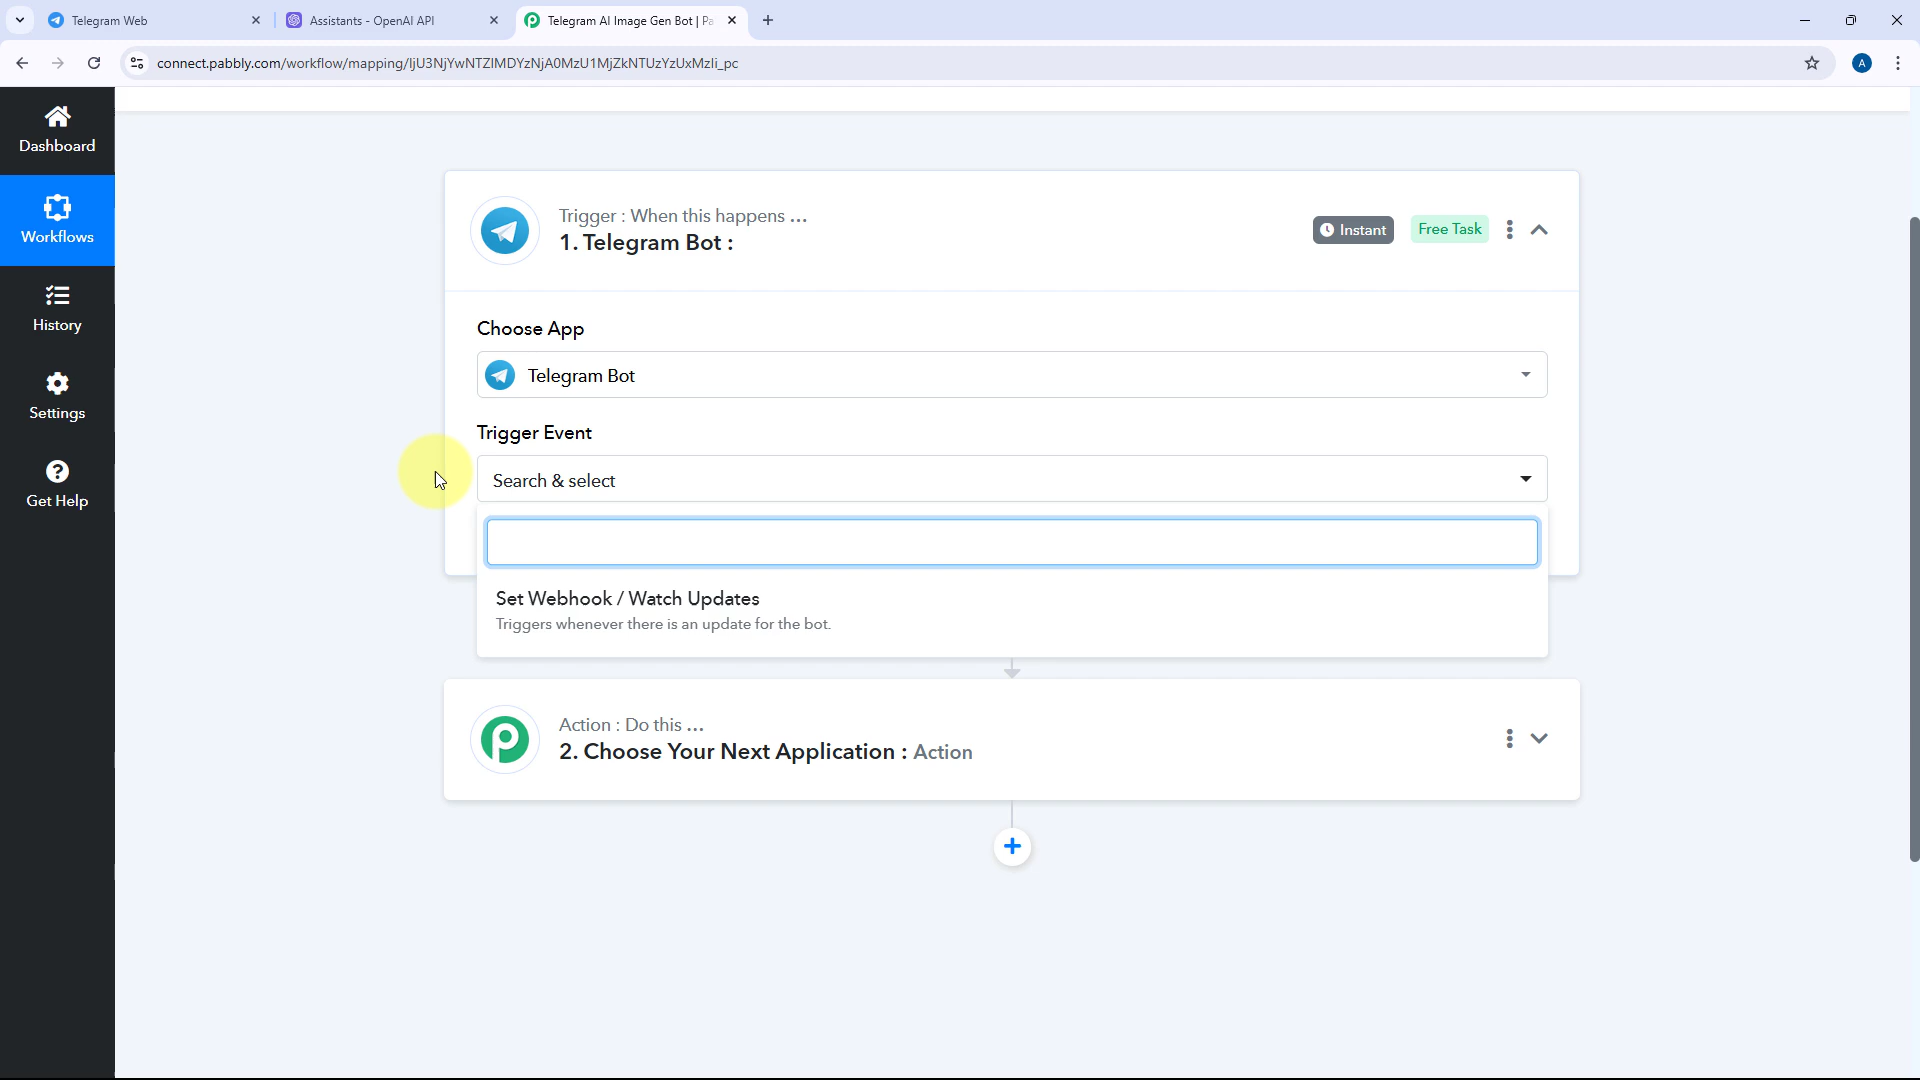 Telegram Web
Assistants - OpenAI API
Telegram AI Image Gen Bot | Pa
connect.pabbly.com/workflow/mapping/IjU3NjYwNTZlMDYzNjA0MzU1MjZkNTUzYzUxMzIi_pc
A
Dashboard
Workflows
History
Settings
Get Help
Trigger : When this happens ...
1. Telegram Bot :
Instant
Free Task
Choose App
Telegram Bot
Trigger Event
Search & select
Set Webhook / Watch Updates
Triggers whenever there is an update for the bot.
Action : Do this ...
2. Choose Your Next Application : Action